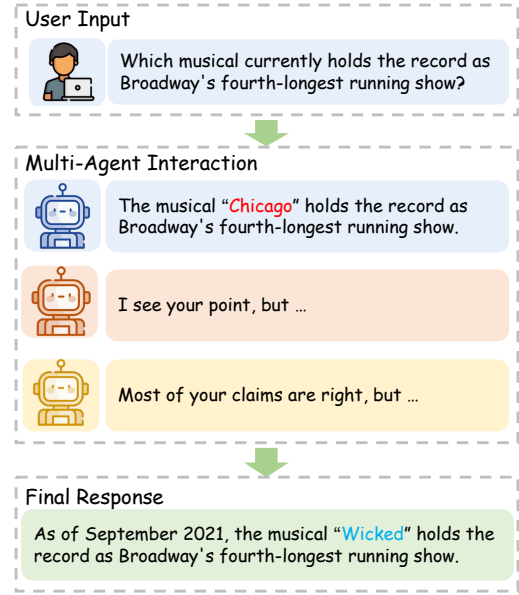 User Input
Which musical currently holds the record as
Broadway's fourth-longest running show?
Multi-Agent Interaction
The musical “Chicago” holds the record as
Broadway's fourth-longest running show.
I see your point, but …
Most of your claims are right, but …
Final Response
As of September 2021, the musical “Wicked” holds the
record as Broadway's fourth-longest running show.